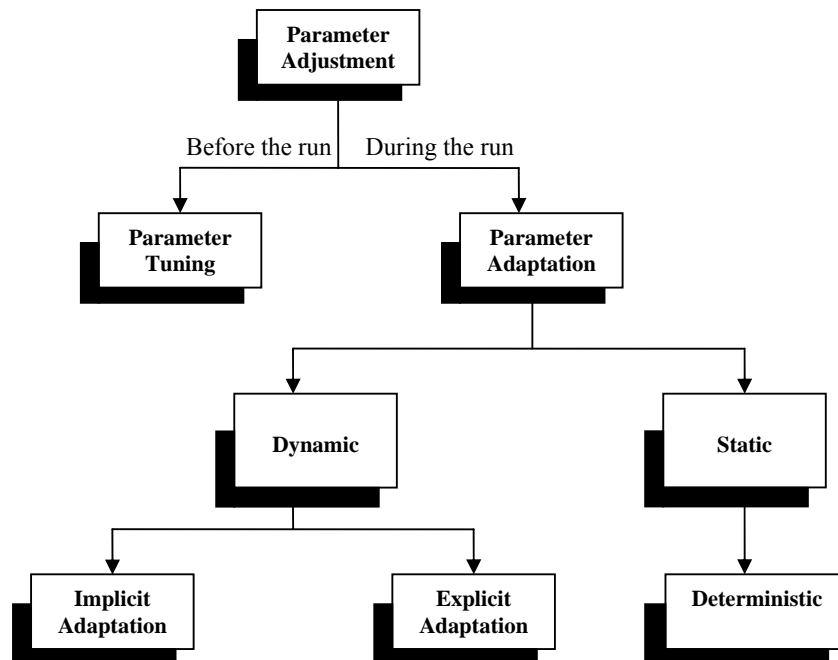 Parameter
Adjustment
Before the run
During the run
Parameter
Tuning
Parameter
Adaptation
Dynamic
Static
Implicit
Adaptation
Explicit
Adaptation
Deterministic